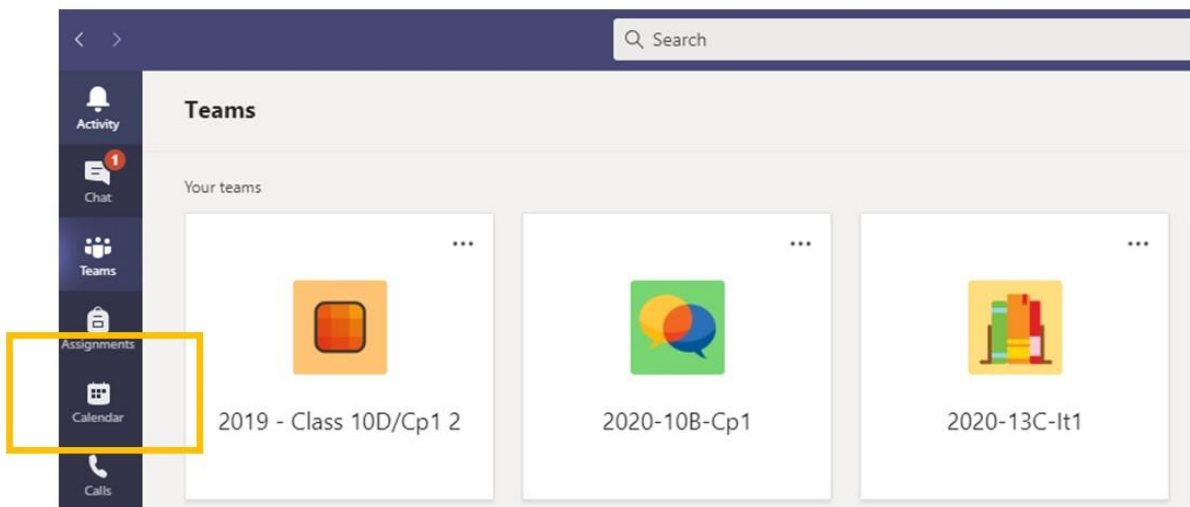 Search
Activity
Teams
1
Chat
Your teams
Teams
Assignments
Calendar
2019 - Class 10D/Cp1 2
2020-10B-Cp1
2020-13C-It1
Calls